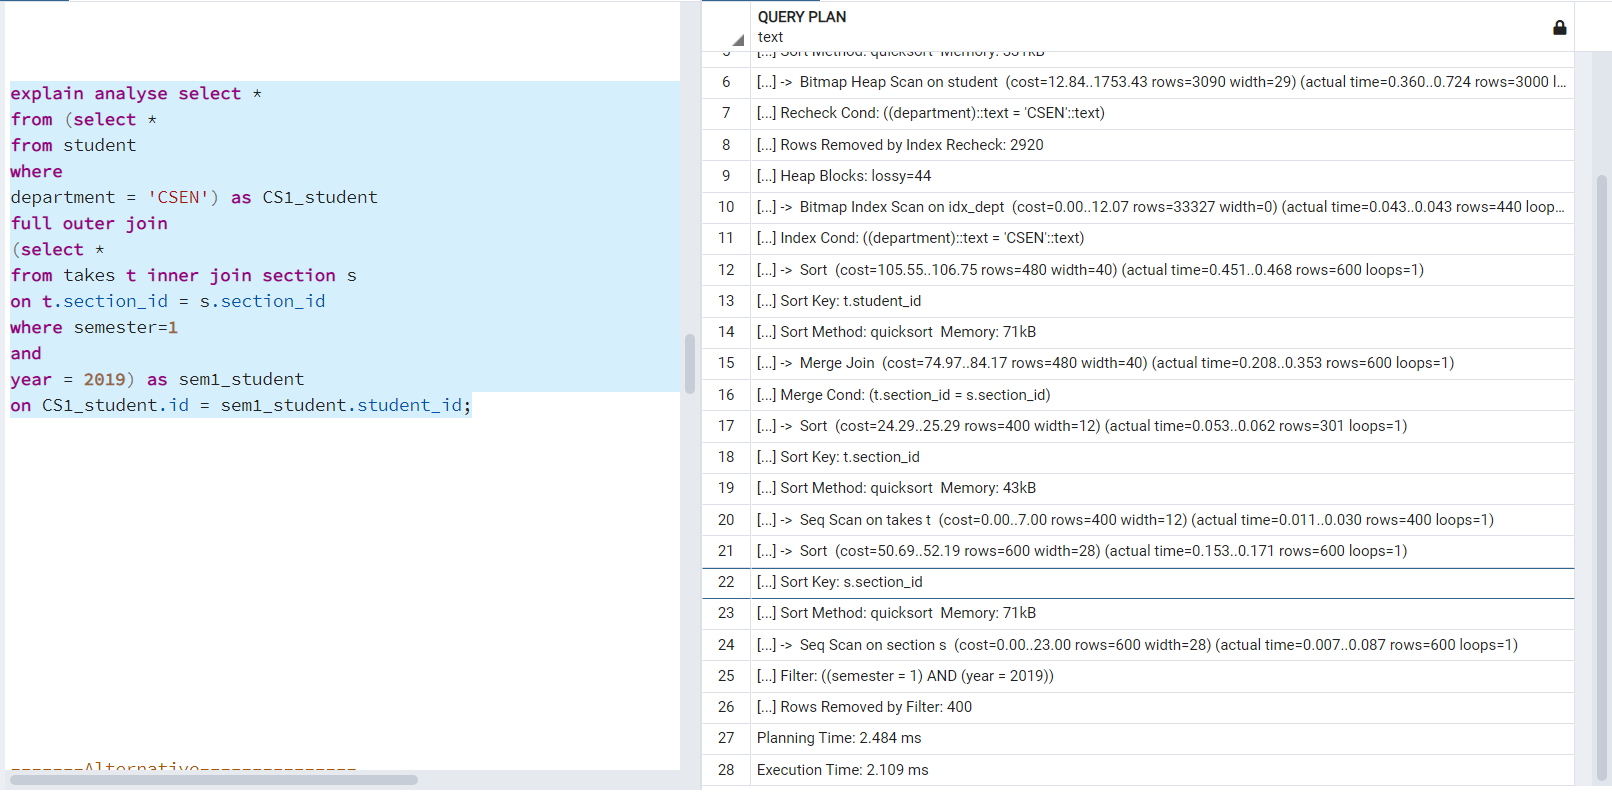 explain analyse select *
from (select *
from student
where
department = 'CSEN') as CS1_student
full outer join
(select *
from takes t inner join section s
on t.section_id = s.section_id
where semester=1
and
year = 2019) as sem1_student
on CS1_student.id = sem1_student.student_id;
-------Alternative---------------
QUERY PLAN
text
5 [...] Sort Method: quicksort Memory: 331kB
6 [...] -> Bitmap Heap Scan on student (cost=12.84..1753.43 rows=3090 width=29) (actual time=0.360..0.724 rows=3000 l...
7 [...] Recheck Cond: ((department)::text = 'CSEN'::text)
8 [...] Rows Removed by Index Recheck: 2920
9 [...] Heap Blocks: lossy=44
10 [...] -> Bitmap Index Scan on idx_dept (cost=0.00..12.07 rows=33327 width=0) (actual time=0.043..0.043 rows=440 loop...
11 [...] Index Cond: ((department)::text = 'CSEN'::text)
12 [...] -> Sort (cost=105.55..106.75 rows=480 width=40) (actual time=0.451..0.468 rows=600 loops=1)
13 [...] Sort Key: t.student_id
14 [...] Sort Method: quicksort Memory: 71kB
15 [...] -> Merge Join (cost=74.97..84.17 rows=480 width=40) (actual time=0.208..0.353 rows=600 loops=1)
16 [...] Merge Cond: (t.section_id = s.section_id)
17 [...] -> Sort (cost=24.29..25.29 rows=400 width=12) (actual time=0.053..0.062 rows=301 loops=1)
18 [...] Sort Key: t.section_id
19 [...] Sort Method: quicksort Memory: 43kB
20 [...] -> Seq Scan on takes t (cost=0.00..7.00 rows=400 width=12) (actual time=0.011..0.030 rows=400 loops=1)
21 [...] -> Sort (cost=50.69..52.19 rows=600 width=28) (actual time=0.153..0.171 rows=600 loops=1)
22 [...] Sort Key: s.section_id
23 [...] Sort Method: quicksort Memory: 71kB
24 [...] -> Seq Scan on section s (cost=0.00..23.00 rows=600 width=28) (actual time=0.007..0.087 rows=600 loops=1)
25 [...] Filter: ((semester = 1) AND (year = 2019))
26 [...] Rows Removed by Filter: 400
27 Planning Time: 2.484 ms
28 Execution Time: 2.109 ms